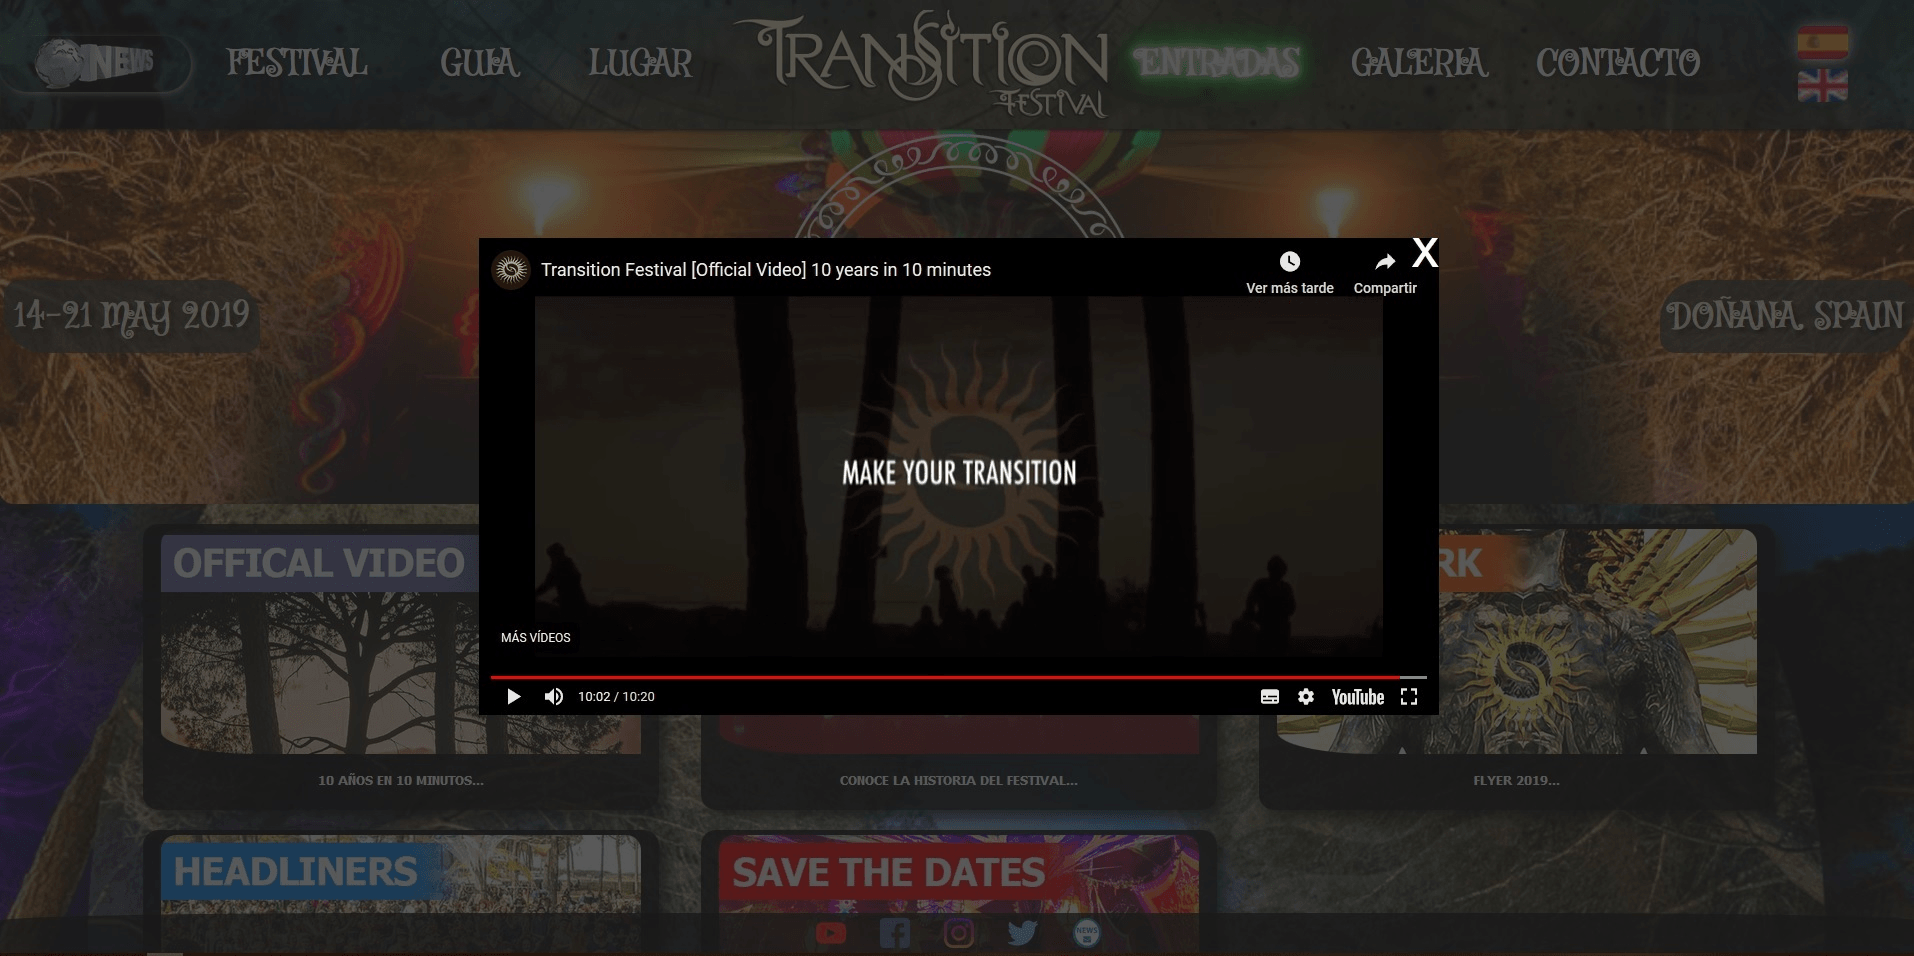 NEWS
FESTIVAL
GUIA
LUGAR
TRANSITION
FESTIVAL
ENTRADAS
GALERIA
CONTACTO
14-21 MAY 2019
DOÑANA, SPAIN
Transition Festival [Official Video] 10 years in 10 minutes
Ver más tarde
Compartir
X
MAKE YOUR TRANSITION
MÁS VÍDEOS
10:02 / 10:20
YouTube
OFFICAL VIDEO
RK
10 AÑOS EN 10 MINUTOS...
CONOCE LA HISTORIA DEL FESTIVAL...
FLYER 2019...
HEADLINERS
SAVE THE DATES
NEWS